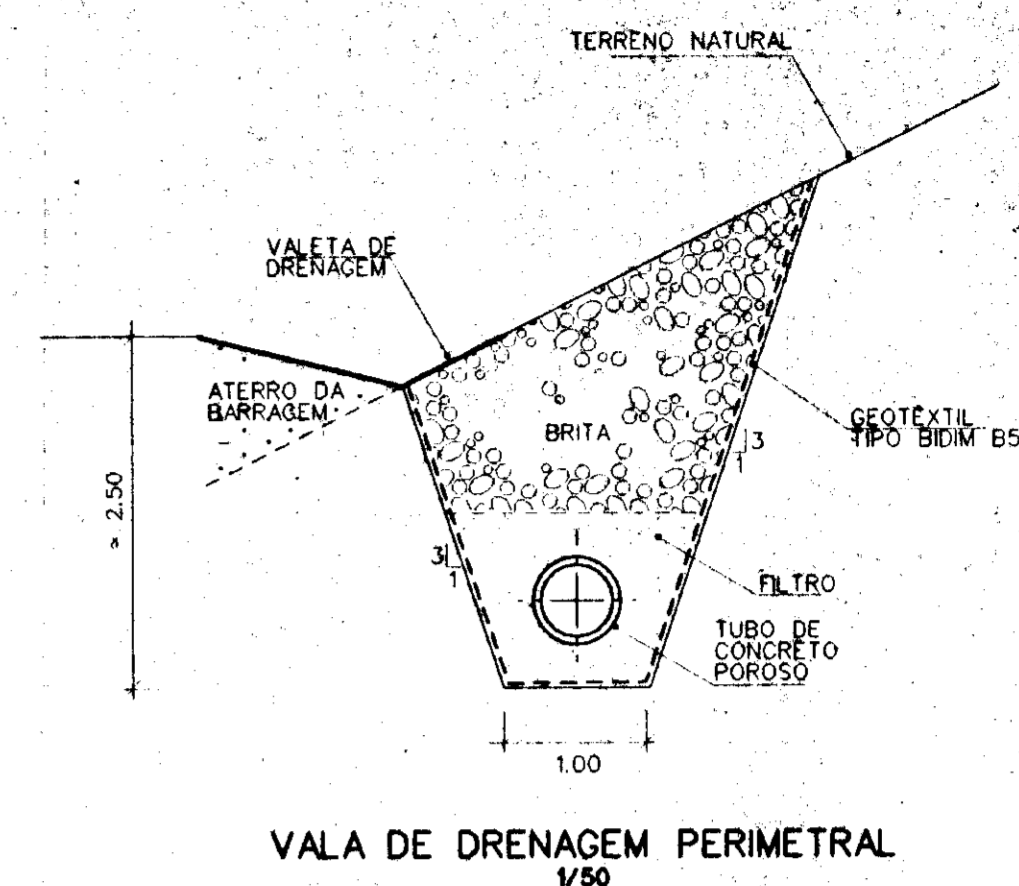 TERRENO NATURAL
VALETA DE
DRENAGEM
ATERRO DA
BARRAGEM
BRITA
GEOTÊXTIL
TIPO BIDIM B5
3
1
≈ 2.50
3
1
FILTRO
TUBO DE
CONCRETO
POROSO
1.00
VALA DE DRENAGEM PERIMETRAL
1/50